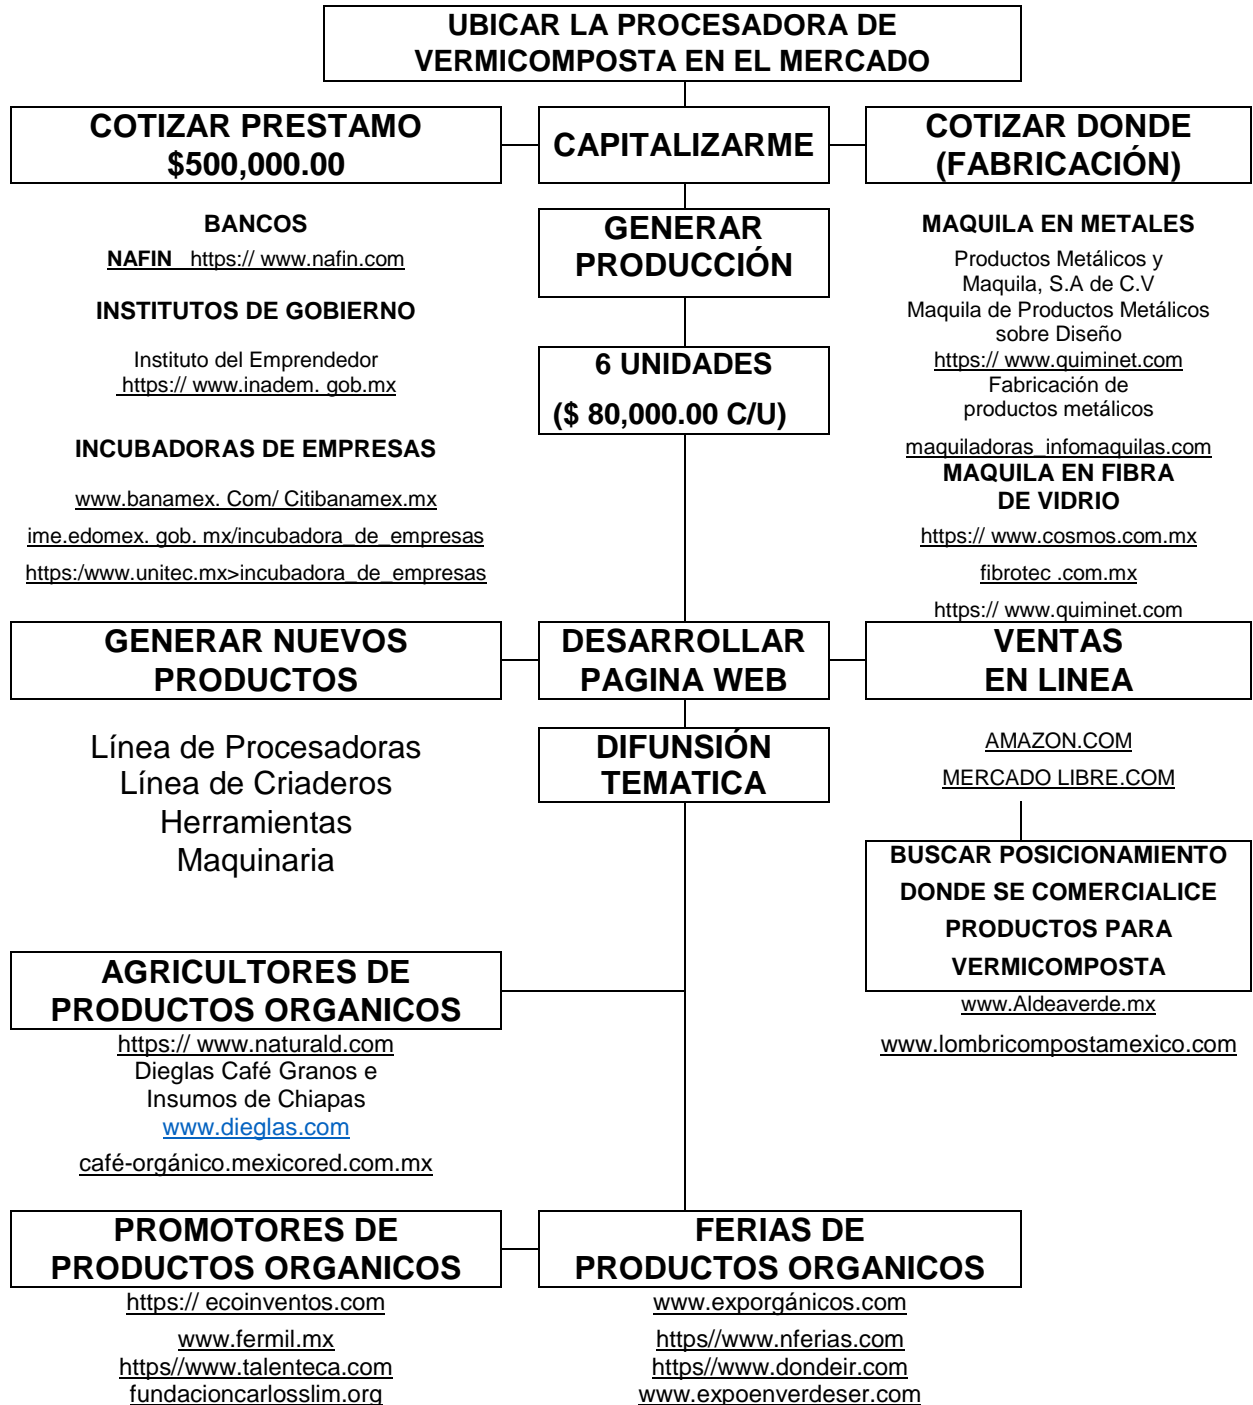 UBICAR LA PROCESADORA DE
VERMICOMPOSTA EN EL MERCADO
COTIZAR PRESTAMO
$500,000.00
CAPITALIZARME
COTIZAR DONDE
(FABRICACIÓN)
BANCOS
NAFIN https:// www.nafin.com
INSTITUTOS DE GOBIERNO
Instituto del Emprendedor
https:// www.inadem. gob.mx
INCUBADORAS DE EMPRESAS
www.banamex. Com/ Citibanamex.mx
ime.edomex. gob. mx/incubadora_de_empresas
https:/www.unitec.mx>incubadora_de_empresas
GENERAR
PRODUCCIÓN
6 UNIDADES
($ 80,000.00 C/U)
MAQUILA EN METALES
Productos Metálicos y
Maquila, S.A de C.V
Maquila de Productos Metálicos
sobre Diseño
https:// www.quiminet.com
Fabricación de
productos metálicos
maquiladoras_infomaquilas.com
MAQUILA EN FIBRA
DE VIDRIO
https:// www.cosmos.com.mx
fibrotec .com.mx
https:// www.quiminet.com
GENERAR NUEVOS
PRODUCTOS
DESARROLLAR
PAGINA WEB
VENTAS
EN LINEA
Línea de Procesadoras
Línea de Criaderos
Herramientas
Maquinaria
DIFUNSIÓN
TEMATICA
AMAZON.COM
MERCADO LIBRE.COM
BUSCAR POSICIONAMIENTO
DONDE SE COMERCIALICE
PRODUCTOS PARA
VERMICOMPOSTA
www.Aldeaverde.mx
www.lombricompostamexico.com
AGRICULTORES DE
PRODUCTOS ORGANICOS
https:// www.naturald.com
Dieglas Café Granos e
Insumos de Chiapas
www.dieglas.com
café-orgánico.mexicored.com.mx
PROMOTORES DE
PRODUCTOS ORGANICOS
https:// ecoinventos.com
www.fermil.mx
https//www.talenteca.com
fundacioncarlosslim.org
FERIAS DE
PRODUCTOS ORGANICOS
www.exporgánicos.com
https//www.nferias.com
https//www.dondeir.com
www.expoenverdeser.com